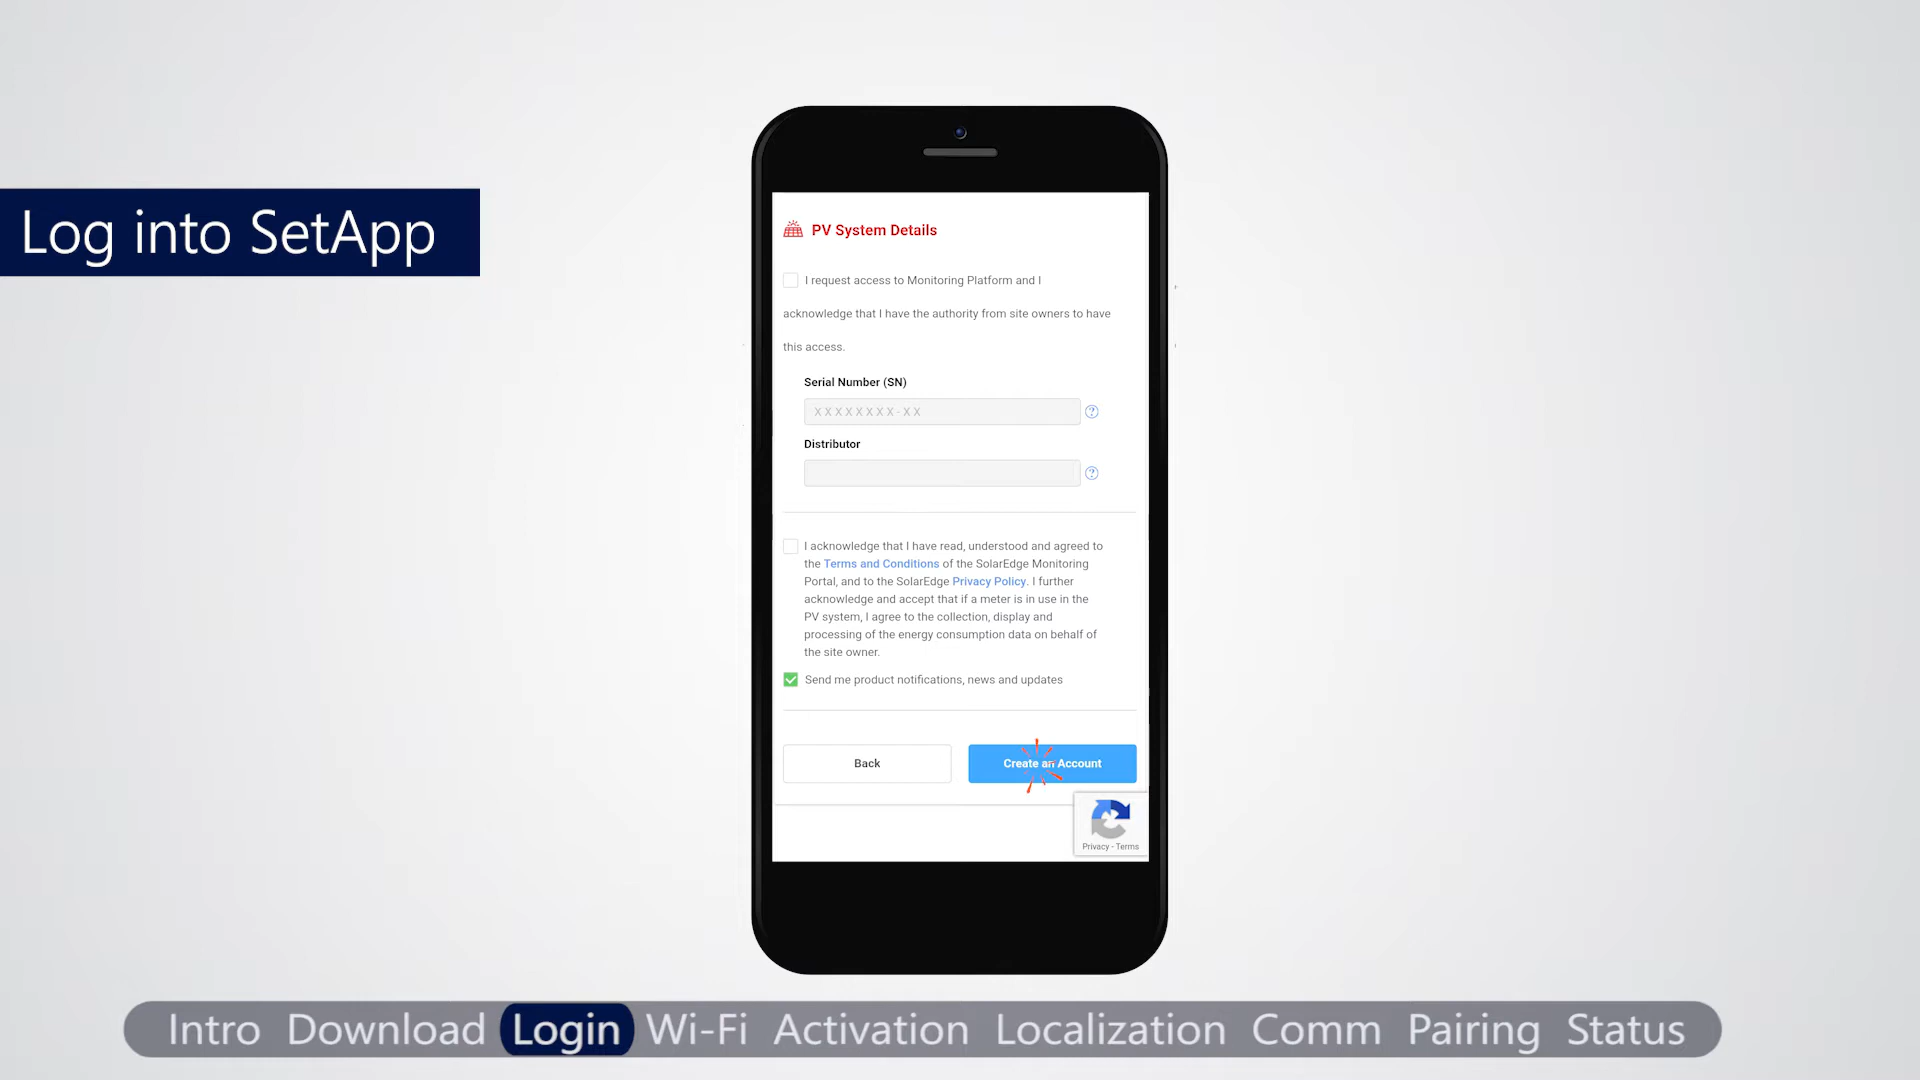 Log into SetApp
PV System Details
I request access to Monitoring Platform and I
acknowledge that I have the authority from site owners to have
this access.
Serial Number (SN)
XXXXXXXX-XX
Distributor
I acknowledge that I have read, understood and agreed to
the Terms and Conditions of the SolarEdge Monitoring
Portal, and to the SolarEdge Privacy Policy. I further
acknowledge and accept that if a meter is in use in the
PV system, I agree to the collection, display and
processing of the energy consumption data on behalf of
the site owner.
Send me product notifications, news and updates
Back Create an Account
Privacy - Terms
Intro Download Login Wi-Fi Activation Localization Comm Pairing Status